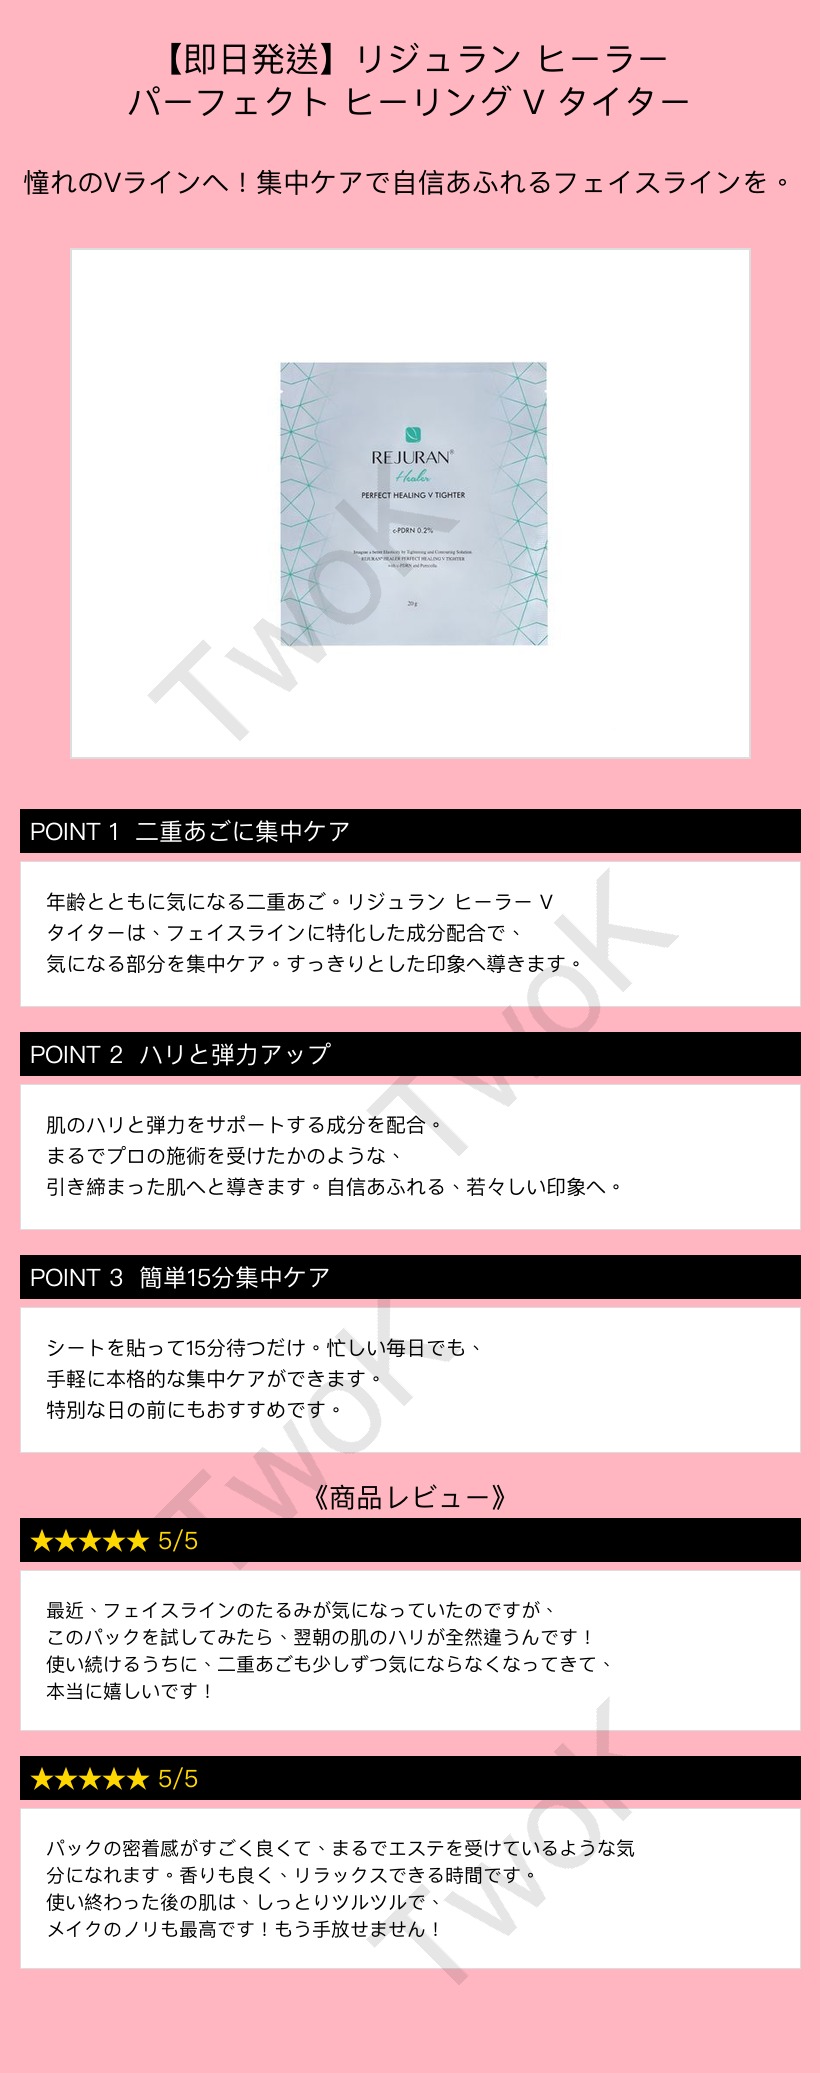 【即日発送】リジュラン ヒーラー
パーフェクト ヒーリング V タイター
憧れのVラインへ！集中ケアで自信あふれるフェイスラインを。
REJURAN®
Healer
PERFECT HEALING V TIGHTER
c-PDRN 0.2%
Imagine a better Elasticity by Tightening and Contouring Solution
REJURAN® HEALER PERFECT HEALING V TIGHTER
with c-PDRN and Panicolla
20 g
TwoK
POINT 1 二重あごに集中ケア
年齢とともに気になる二重あご。リジュラン ヒーラー V
タイターは、フェイスラインに特化した成分配合で、
気になる部分を集中ケア。すっきりとした印象へ導きます。
TwoK
POINT 2 ハリと弾力アップ
肌のハリと弾力をサポートする成分を配合。
まるでプロの施術を受けたかのような、
引き締まった肌へと導きます。自信あふれる、若々しい印象へ。
POINT 3 簡単15分集中ケア
シートを貼って15分待つだけ。忙しい毎日でも、
手軽に本格的な集中ケアができます。
特別な日の前にもおすすめです。
TwoK
《商品レビュー》
★★★★★ 5/5
最近、フェイスラインのたるみが気になっていたのですが、
このパックを試してみたら、翌朝の肌のハリが全然違うんです！
使い続けるうちに、二重あごも少しずつ気にならなくなってきて、
本当に嬉しいです！
★★★★★ 5/5
パックの密着感がすごく良くて、まるでエステを受けているような気
分になれます。香りも良く、リラックスできる時間です。
使い終わった後の肌は、しっとりツルツルで、
メイクのノリも最高です！もう手放せません！
TwoK